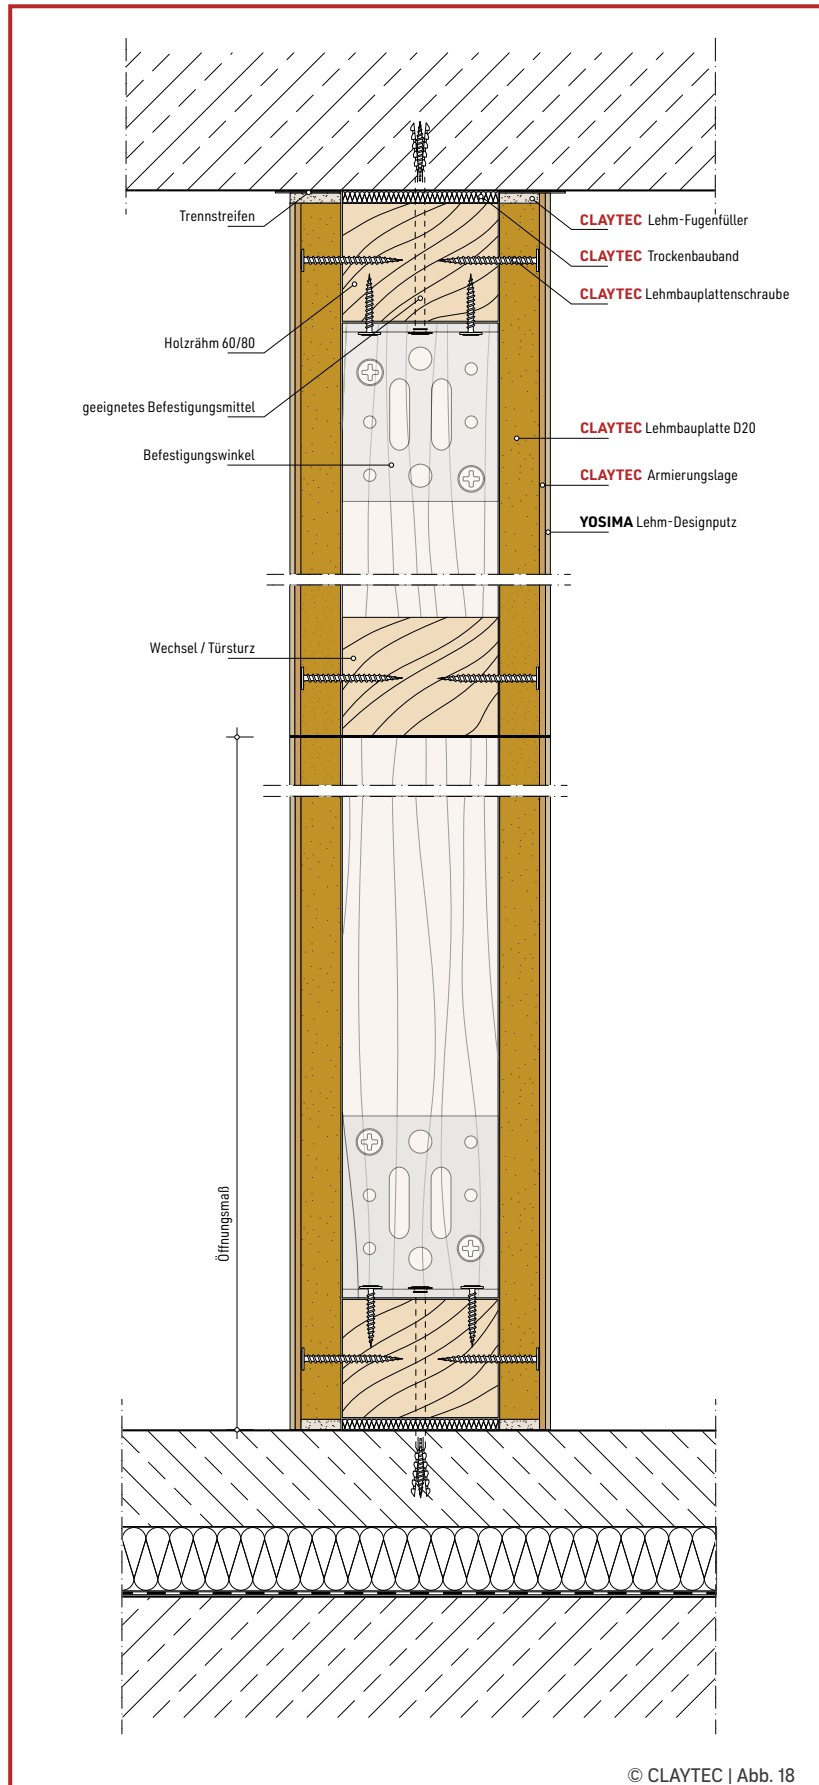 Trennstreifen
CLAYTEC Lehm-Fugenfüller
CLAYTEC Trockenbauband
CLAYTEC Lehmbauplattenschraube
Holzrähm 60/80
geeignetes Befestigungsmittel
CLAYTEC Lehmbauplatte D20
Befestigungswinkel
CLAYTEC Armierungslage
YOSIMA Lehm-Designputz
Wechsel / Türsturz
Öffnungsmaß
© CLAYTEC | Abb. 18